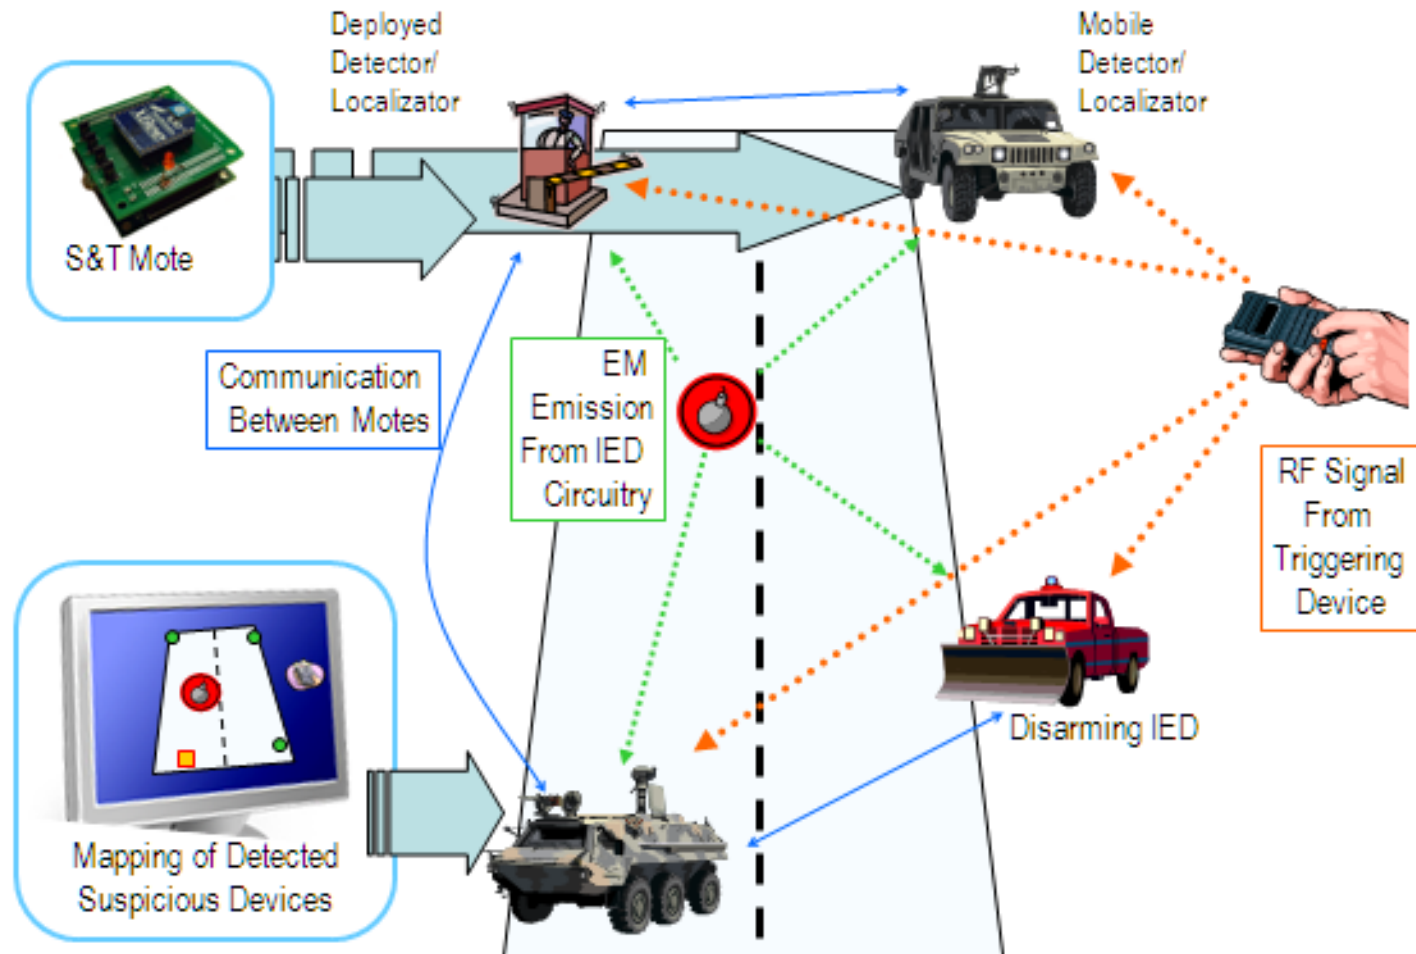 Deployed
Detector/
Localizator
Mobile
Detector/
Localizator
S&T Mote
Communication
Between Motes
EM
Emission
From IED
Circuitry
RF Signal
From
Triggering
Device
Disarming IED
Mapping of Detected
Suspicious Devices